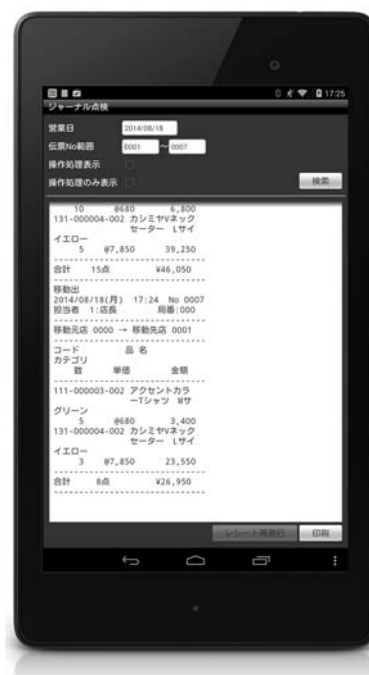 17:25
ジャーナル点検
営業日 2014/08/18
伝票No範囲 0001 ~ 0007
操作処理表示
操作処理のみ表示
検索
10 @680 6,800
131-000004-002 カシミヤVネック
セーター Lサイ
イエロー
5 @7,850 39,250
合計 15点 ¥46,050
移動出
2014/08/18(月) 17:24 No 0007
担当者 1:店長 局番:000
移動元店 0000 → 移動先店 0001
コード 品 名
カテゴリ
数 単価 金額
111-000003-002 アクセントカラ
ーTシャツ Mサ
グリーン
5 @680 3,400
131-000004-002 カシミヤVネック
セーター Lサイ
イエロー
3 @7,850 23,550
合計 8点 ¥26,950
レシート再発行 印刷